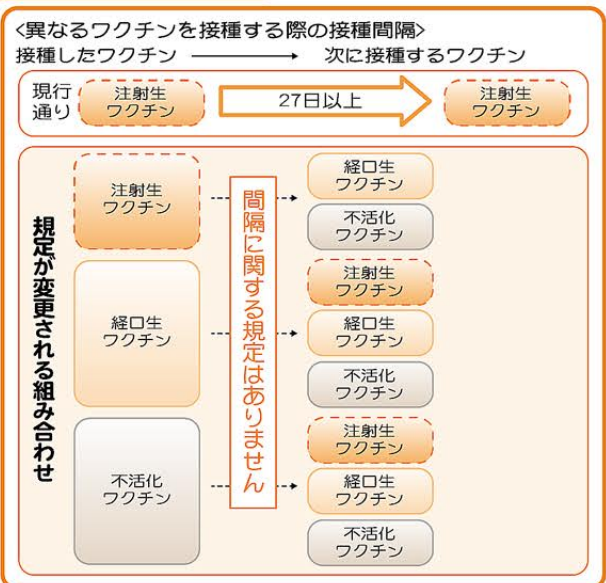 <異なるワクチンを接種する際の接種間隔>
接種したワクチン → 次に接種するワクチン
現行
通り
注射生
ワクチン
27日以上
注射生
ワクチン
規定が変更される組み合わせ
注射生
ワクチン
経口生
ワクチン
不活化
ワクチン
間隔に関する規定はありません
経口生
ワクチン
不活化
ワクチン
注射生
ワクチン
経口生
ワクチン
不活化
ワクチン
注射生
ワクチン
経口生
ワクチン
不活化
ワクチン